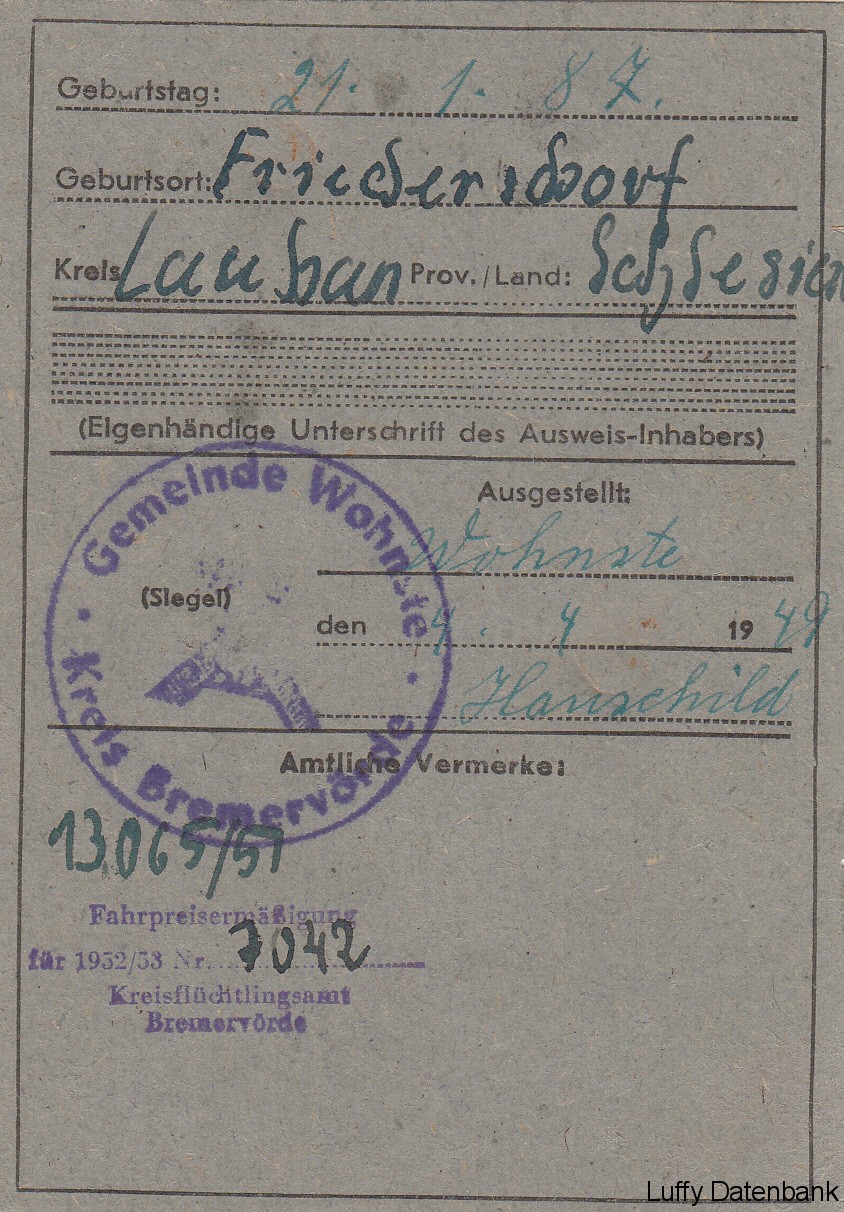 Geburtstag: 21. 1. 87.
Geburtsort: Friedersdorf
Kreis Lauban Prov./Land: Schlesien
(Eigenhändige Unterschrift des Ausweis-Inhabers)
Ausgestellt:
Wohnste
(Siegel)
den 4. 4 1949
Hauschild
Gemeinde Wohnste
Kreis Bremervörde
Amtliche Vermerke:
13065/51
Fahrpreisermäßigung
für 1952/53 Nr. 7042
Kreisflüchtlingsamt
Bremervörde
Luffy Datenbank